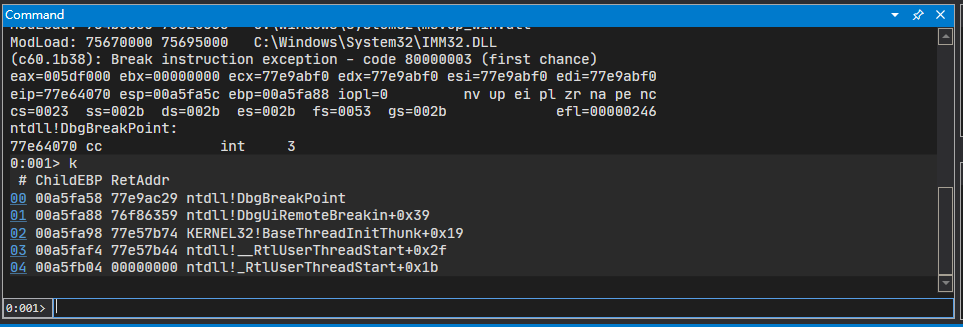 Command
ModLoad: 75670000 75695000   C:\Windows\System32\IMM32.DLL
(c60.1b38): Break instruction exception - code 80000003 (first chance)
eax=005df000 ebx=00000000 ecx=77e9abf0 edx=77e9abf0 esi=77e9abf0 edi=77e9abf0
eip=77e64070 esp=00a5fa5c ebp=00a5fa88 iopl=0         nv up ei pl zr na pe nc
cs=0023  ss=002b  ds=002b  es=002b  fs=0053  gs=002b             efl=00000246
ntdll!DbgBreakPoint:
77e64070 cc              int     3
0:001> k
 # ChildEBP RetAddr
00 00a5fa58 77e9ac29 ntdll!DbgBreakPoint
01 00a5fa88 76f86359 ntdll!DbgUiRemoteBreakin+0x39
02 00a5fa98 77e57b74 KERNEL32!BaseThreadInitThunk+0x19
03 00a5faf4 77e57b44 ntdll!__RtlUserThreadStart+0x2f
04 00a5fb04 00000000 ntdll!_RtlUserThreadStart+0x1b
0:001>